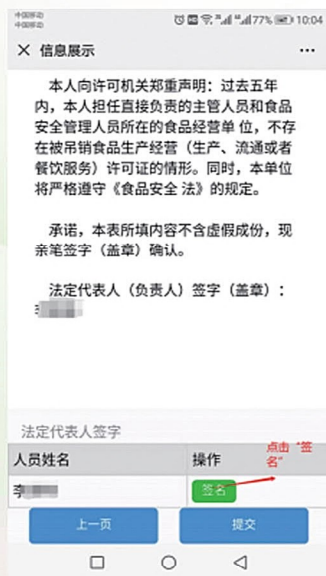 中国移动
中国移动
77% 10:04
信息展示
本人向许可机关郑重声明：过去五年
内，本人担任直接负责的主管人员和食品
安全管理人员所在的食品经营单 位，不存
在被吊销食品生产经营（生产、流通或者
餐饮服务）许可证的情形。同时，本单位
将严格遵守《食品安全 法》的规定。
承诺，本表所填内容不含虚假成份，现
亲笔签字（盖章）确认。
法定代表人（负责人）签字（盖章）：
法定代表人签字
点击“签
名”
人员姓名 操作
李 签名
上一页 提交